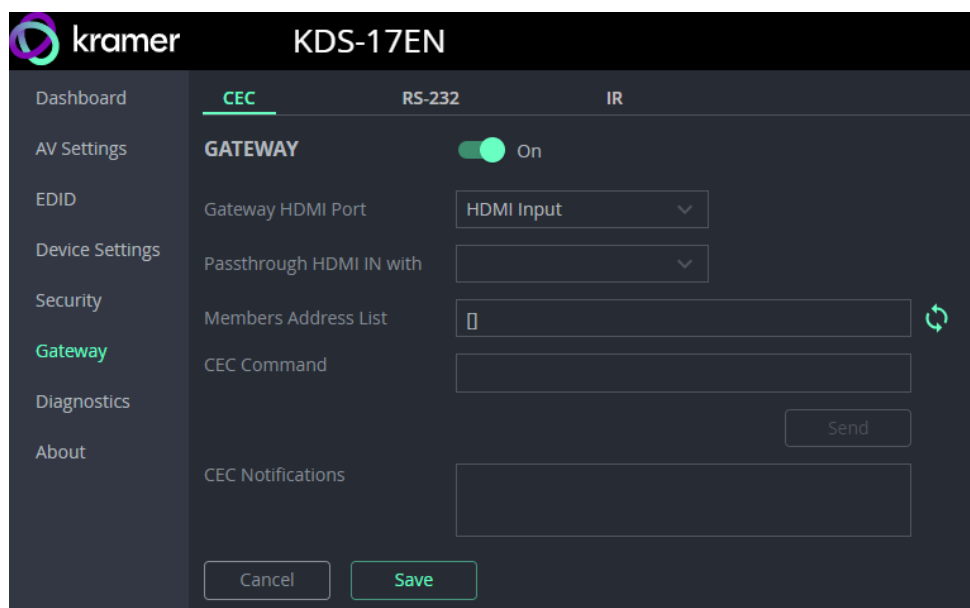 kramer KDS-17EN
Dashboard
AV Settings
EDID
Device Settings
Security
Gateway
Diagnostics
About
CEC RS-232 IR
GATEWAY On
Gateway HDMI Port HDMI Input
Passthrough HDMI IN with
Members Address List []
CEC Command
Send
CEC Notifications
Cancel Save